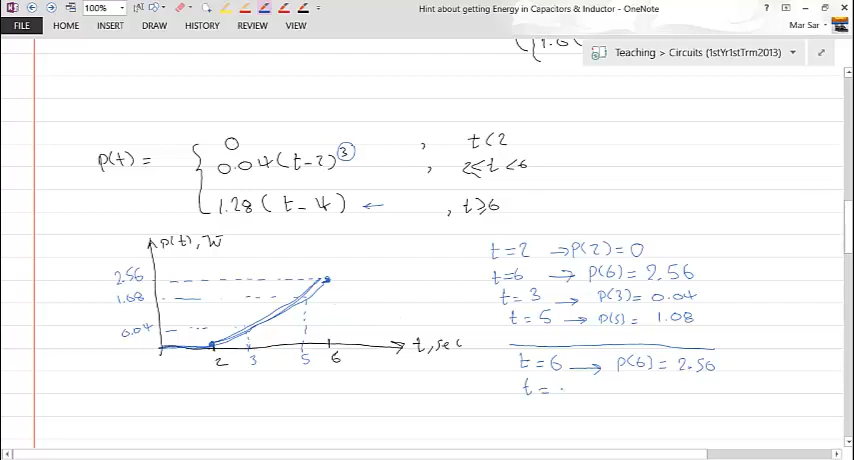 100%
Hint about getting Energy in Capacitors & Inductor - OneNote
?
FILE HOME INSERT DRAW HISTORY REVIEW VIEW
Mar Sar
Teaching > Circuits (1stYr1stTrm2013)
0 , t<2
P(t) = 0.04(t-2)³ , 2≤t<6
1.28(t-4) ← , t≥6
P(t), W
2.56
1.08
0.04
2 3 5 6
t, sec
t=2 → P(2)=0
t=6 → P(6)=2.56
t=3 → P(3)=0.04
t=5 → P(5)=1.08
t=6 → P(6)=2.56
t=